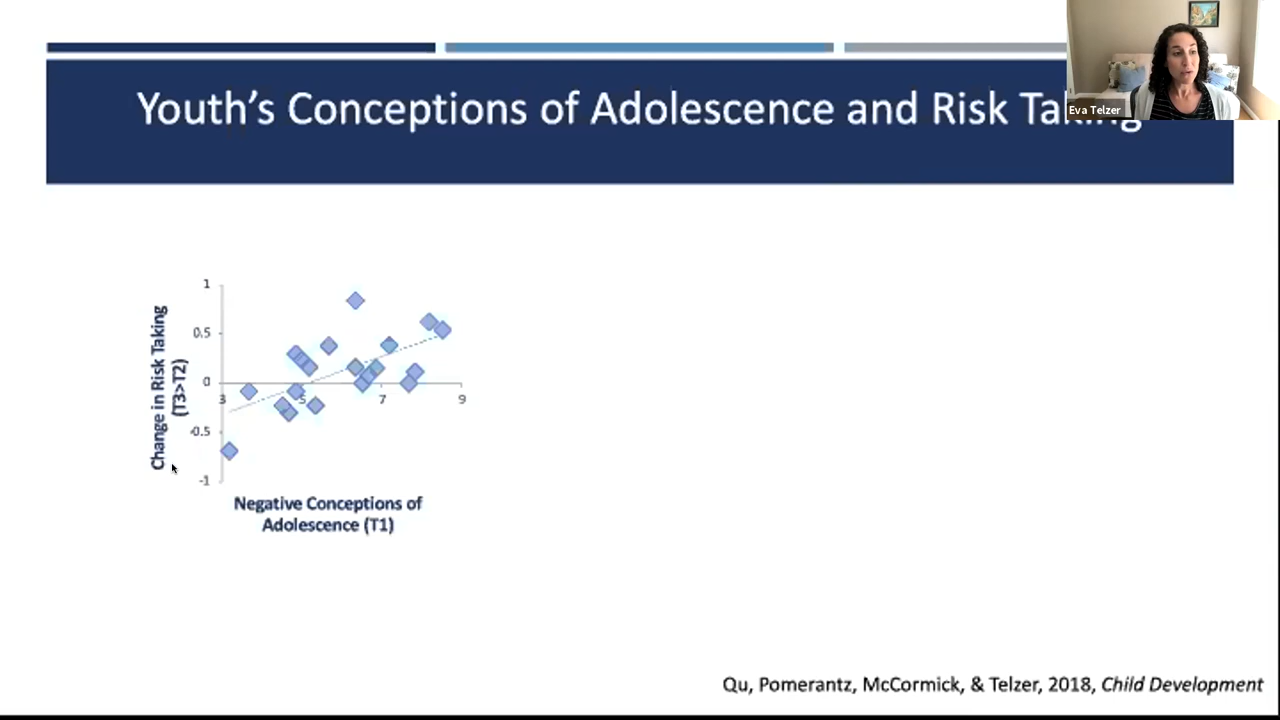 Youth's Conceptions of Adolescence and Risk Taking
Eva Telzer
Change in Risk Taking
(T3>T2)
1
0.5
0
-0.5
-1
3
5
7
9
Negative Conceptions of
Adolescence (T1)
Qu, Pomerantz, McCormick, & Telzer, 2018, Child Development